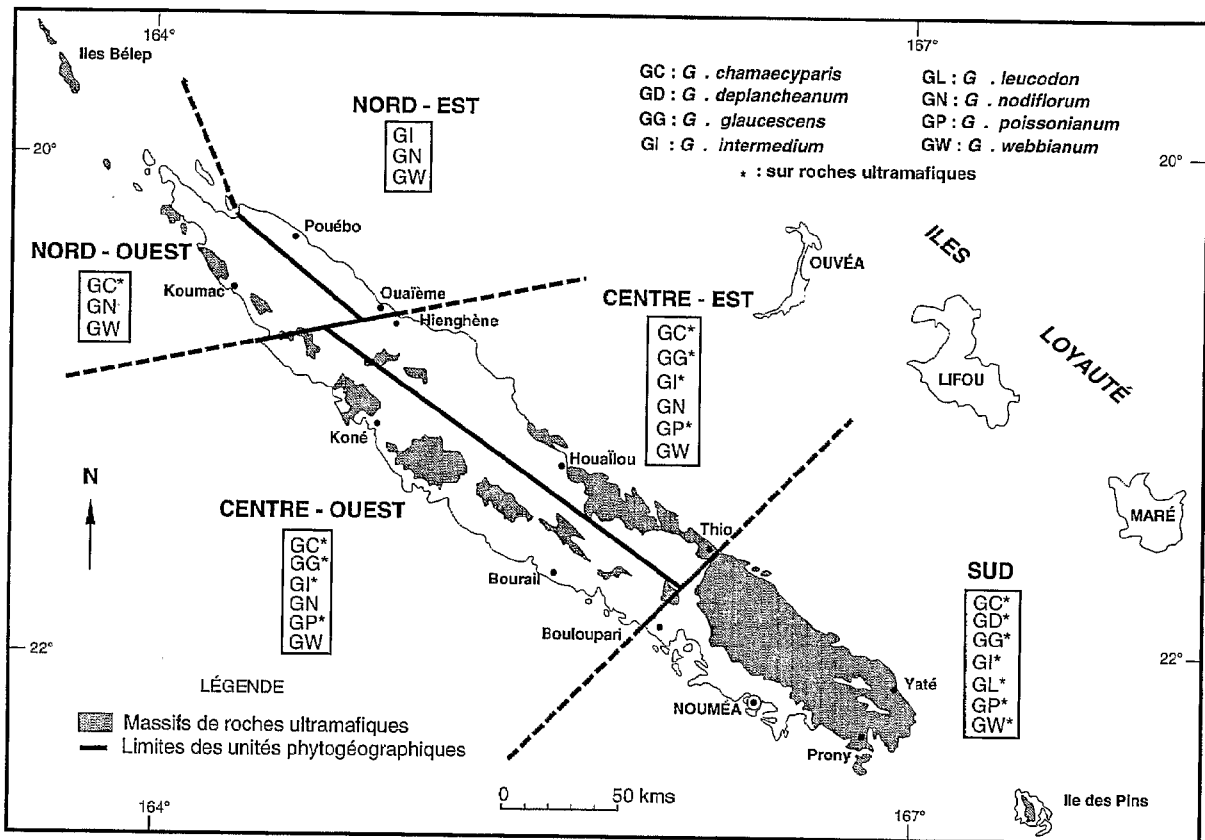 164°
167°
Iles Bélep
GC : G . chamaecyparis
GL : G . leucodon
GD : G . deplancheanum
GN : G . nodiflorum
GG : G . glaucescens
GP : G . poissonianum
GI : G . intermedium
GW : G . webbianum
* : sur roches ultramafiques
NORD - EST
GI
GN
GW
20°
20°
Pouébo
NORD - OUEST
GC*
GN
GW
Koumac
Ouaïème
Hienghène
OUVÉA
ILES
LOYAUTÉ
LIFOU
MARÉ
CENTRE - EST
GC*
GG*
GI*
GN
GP*
GW
Koné
Houaïlou
N
CENTRE - OUEST
GC*
GG*
GI*
GN
GP*
GW
Thio
Bourail
Bouloupari
SUD
GC*
GD*
GG*
GI*
GL*
GP*
GW*
22°
22°
Yaté
NOUMÉA
Prony
LÉGENDE
Massifs de roches ultramafiques
Limites des unités phytogéographiques
0 50 kms
Ile des Pins
164°
167°